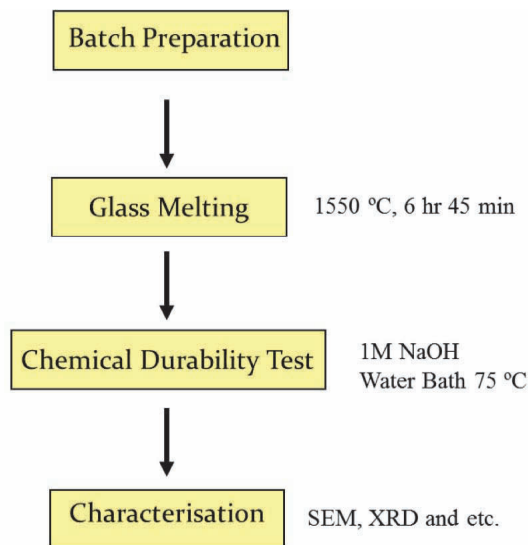 Batch Preparation
Glass Melting
1550 ºC, 6 hr 45 min
Chemical Durability Test
1M NaOH
Water Bath 75 ºC
Characterisation
SEM, XRD and etc.